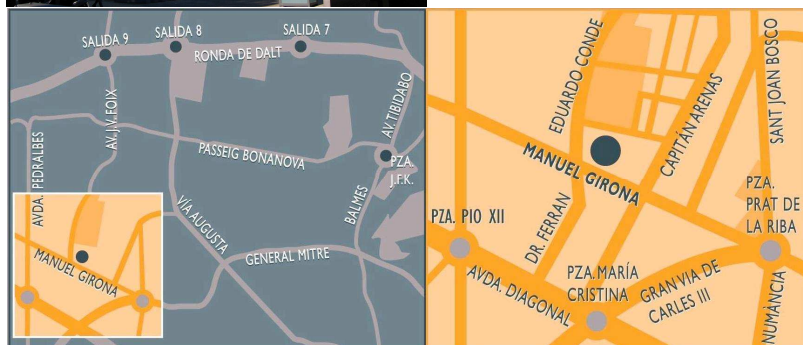 SALIDA 9
SALIDA 8
SALIDA 7
RONDA DE DALT
AV. J.V. FOIX
AV. TIBIDABO
AVDA. PEDRALBES
PASSEIG BONANOVA
PZA.
J.F.K.
VÍA AUGUSTA
BALMES
GENERAL MITRE
MANUEL GIRONA
EDUARDO CONDE
CAPITÁN ARENAS
SANT JOAN BOSCO
MANUEL GIRONA
PZA.
PRAT DE
LA RIBA
PZA. PIO XII
DR. FERRAN
AVDA. DIAGONAL
PZA. MARÍA
CRISTINA
GRAN VIA DE
CARLES III
NUMÀNCIA